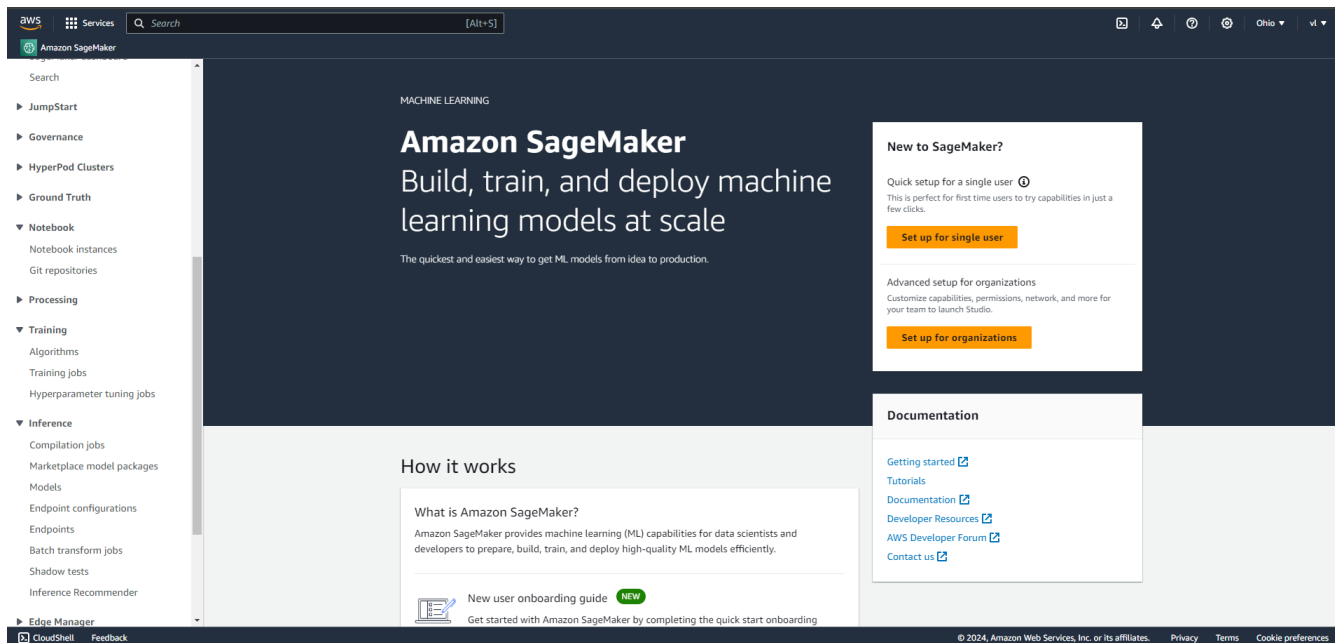 aws
Services
Search
[Alt+S]
Ohio
vl
Amazon SageMaker
Search
JumpStart
Governance
HyperPod Clusters
Ground Truth
Notebook
Notebook instances
Git repositories
Processing
Training
Algorithms
Training jobs
Hyperparameter tuning jobs
Inference
Compilation jobs
Marketplace model packages
Models
Endpoint configurations
Endpoints
Batch transform jobs
Shadow tests
Inference Recommender
Edge Manager
MACHINE LEARNING
Amazon SageMaker
Build, train, and deploy machine
learning models at scale
The quickest and easiest way to get ML models from idea to production.
New to SageMaker?
Quick setup for a single user
This is perfect for first time users to try capabilities in just a
few clicks.
Set up for single user
Advanced setup for organizations
Customize capabilities, permissions, network, and more for
your team to launch Studio.
Set up for organizations
Documentation
Getting started
Tutorials
Documentation
Developer Resources
AWS Developer Forum
Contact us
How it works
What is Amazon SageMaker?
Amazon SageMaker provides machine learning (ML) capabilities for data scientists and
developers to prepare, build, train, and deploy high-quality ML models efficiently.
New user onboarding guide NEW
Get started with Amazon SageMaker by completing the quick start onboarding
CloudShell
Feedback
© 2024, Amazon Web Services, Inc. or its affiliates.
Privacy
Terms
Cookie preferences